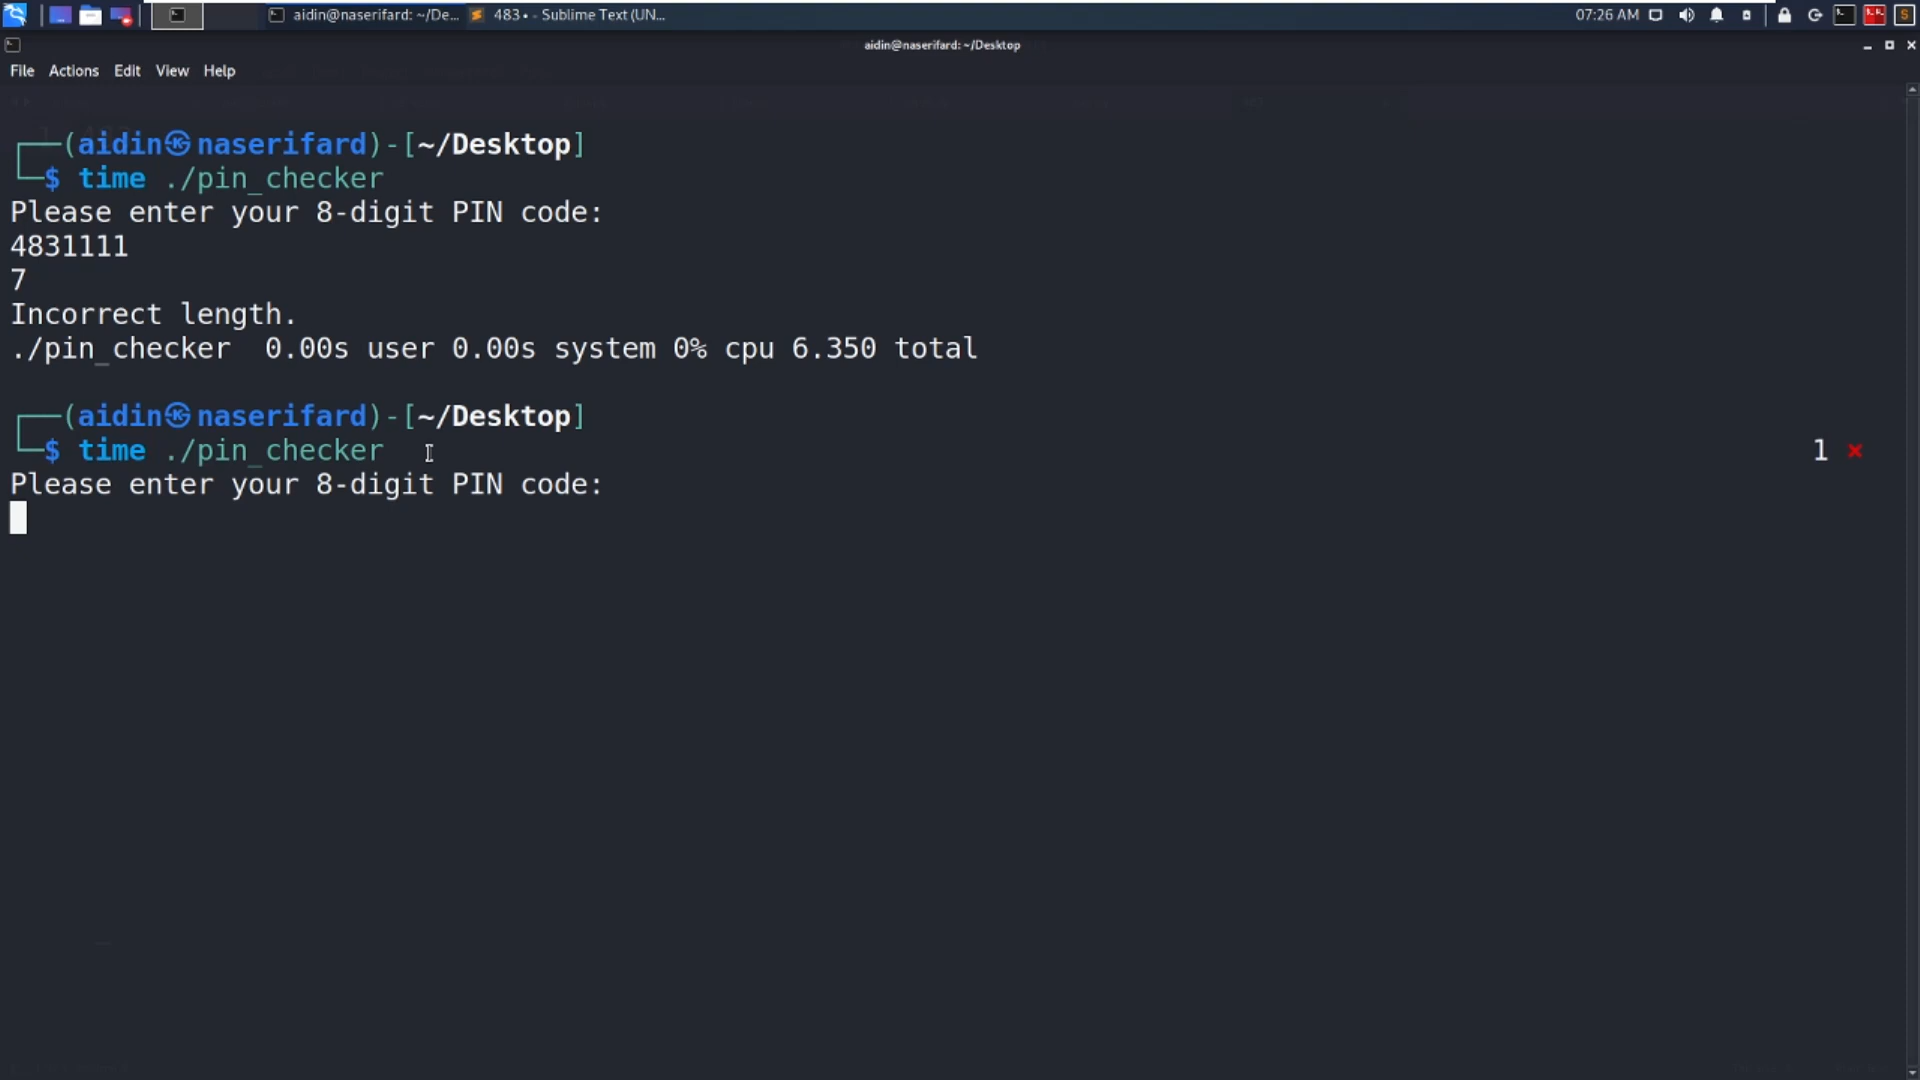 aidin@naserifard: ~/De...
483• - Sublime Text (UN...
07:26 AM
aidin@naserifard: ~/Desktop
File Actions Edit View Help
(aidin㉿naserifard)-[~/Desktop]
$ time ./pin_checker
Please enter your 8-digit PIN code:
4831111
7
Incorrect length.
./pin_checker  0.00s user 0.00s system 0% cpu 6.350 total
(aidin㉿naserifard)-[~/Desktop]
$ time ./pin_checker 1 ×
Please enter your 8-digit PIN code: